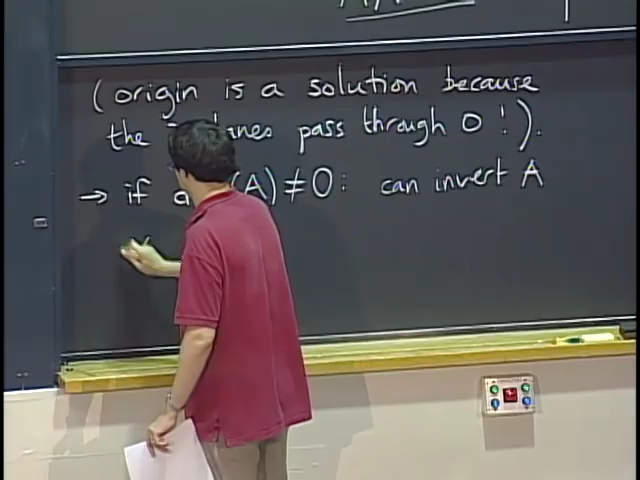 (origin is a solution because
the planes pass through 0 !).
→ if (A) ≠ 0 : can invert A